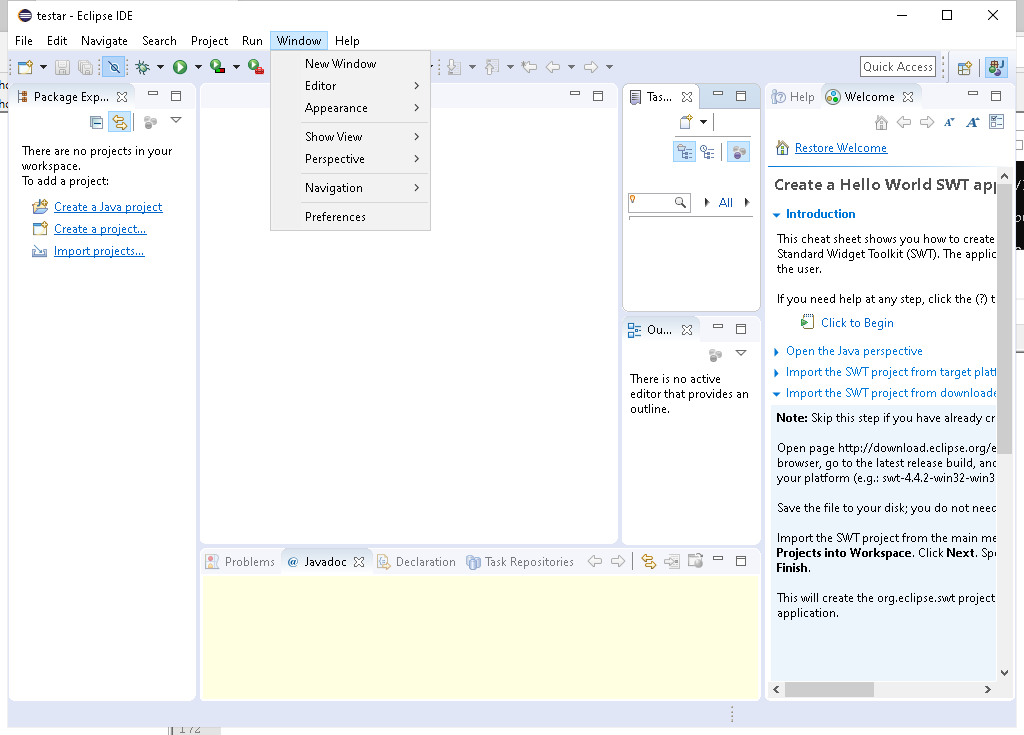 testar - Eclipse IDE
File Edit Navigate Search Project Run Window Help
Quick Access
New Window
Editor
Appearance
Show View
Perspective
Navigation
Preferences
Package Exp...
There are no projects in your
workspace.
To add a project:
Create a Java project
Create a project...
Import projects...
Tas...
All
Ou...
There is no active
editor that provides an
outline.
Help Welcome
Restore Welcome
Create a Hello World SWT app
Introduction
This cheat sheet shows you how to create
Standard Widget Toolkit (SWT). The applic
the user.
If you need help at any step, click the (?) t
Click to Begin
Open the Java perspective
Import the SWT project from target platf
Import the SWT project from downloade
Note: Skip this step if you have already cr
Open page http://download.eclipse.org/e
browser, go to the latest release build, and
your platform (e.g.: swt-4.4.2-win32-win3
Save the file to your disk; you do not need
Import the SWT project from the main me
Projects into Workspace. Click Next. Spe
Finish.
This will create the org.eclipse.swt project
application.
Problems @ Javadoc Declaration Task Repositories
172